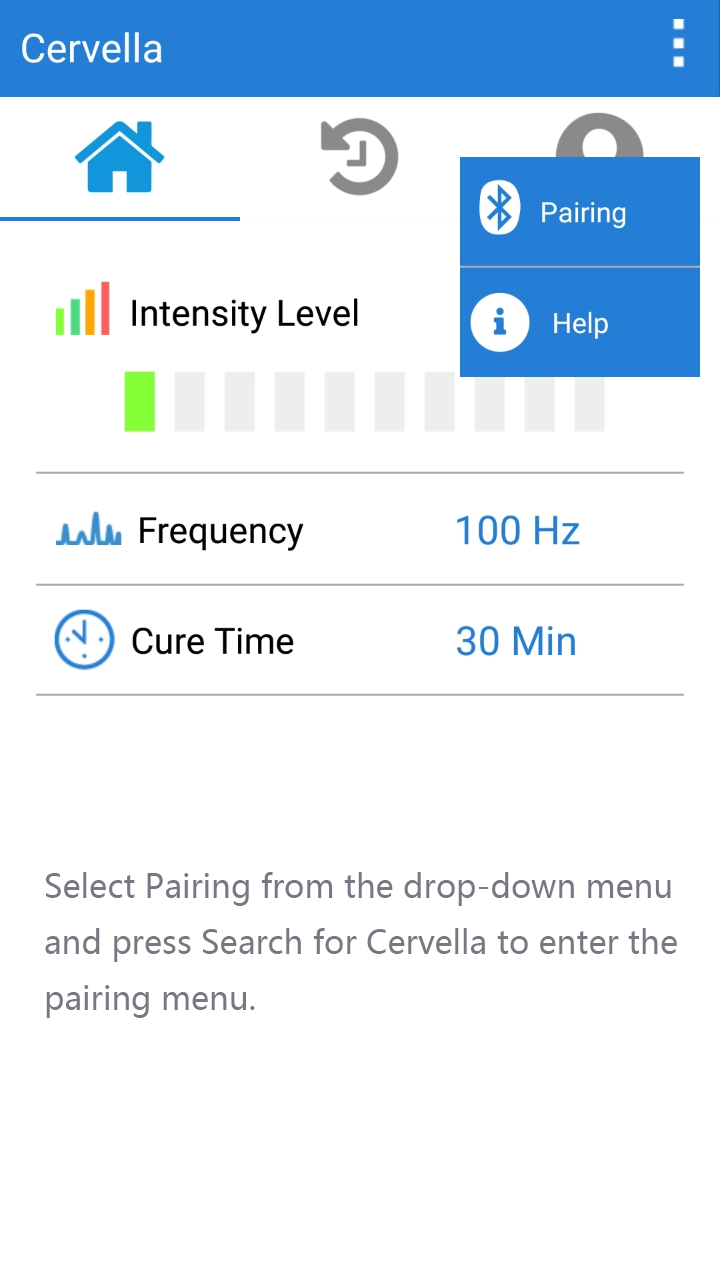 Cervella
Pairing
Intensity Level
Help
Frequency
100 Hz
Cure Time
30 Min
Select Pairing from the drop-down menu
and press Search for Cervella to enter the
pairing menu.